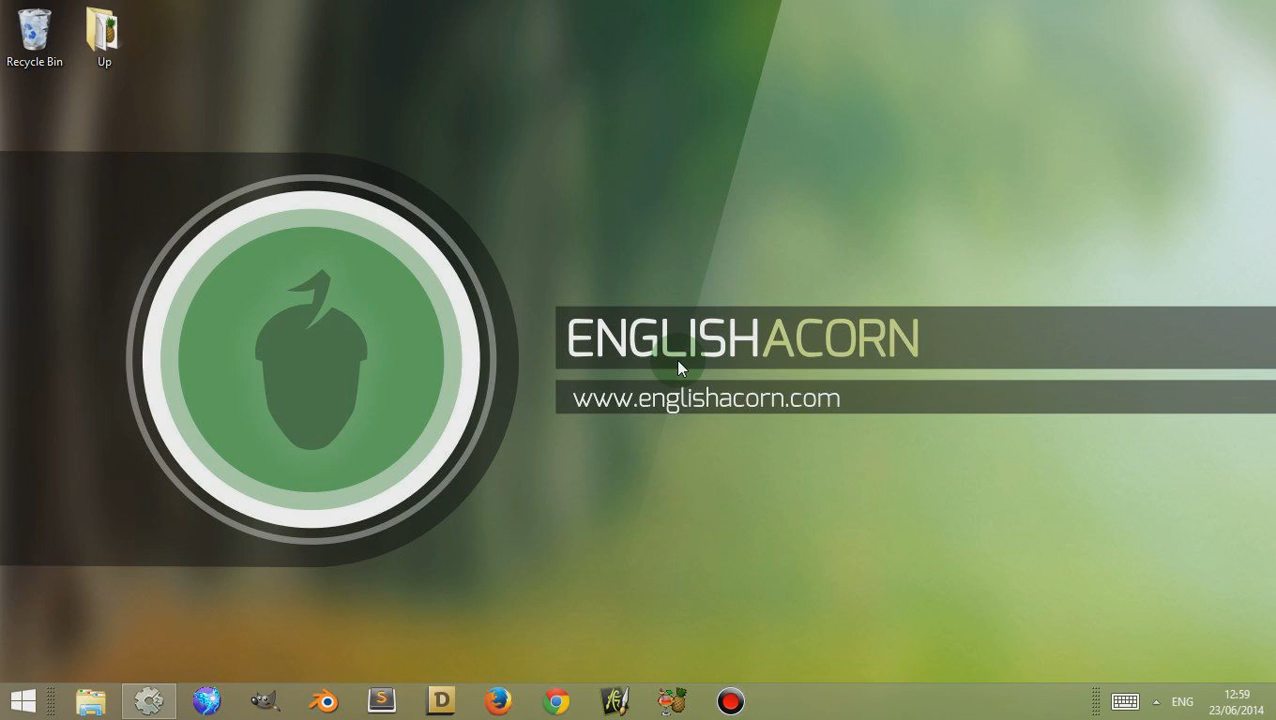 Recycle Bin
Up
ENGLISHACORN
www.englishacorn.com
S
D
ENG
12:59
23/06/2014